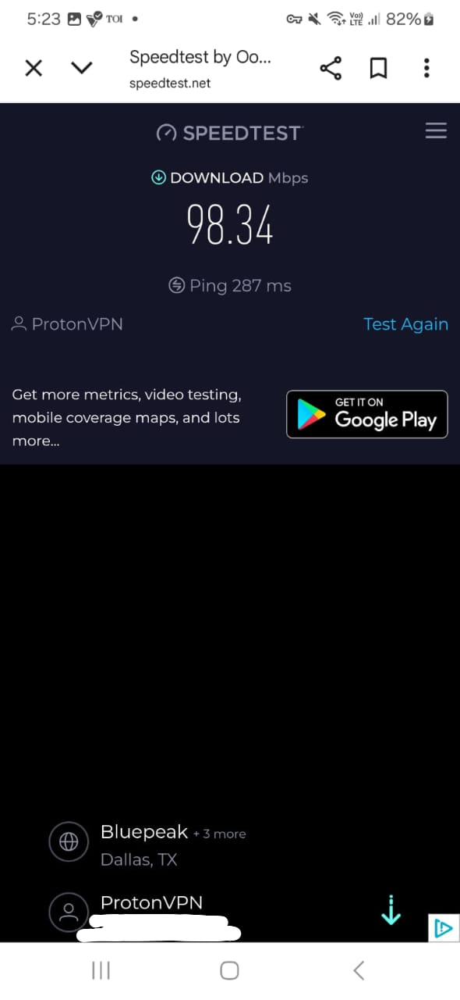 5:23 TOI •
Vo)) LTE 82%
Speedtest by Oo...
speedtest.net
SPEEDTEST
DOWNLOAD Mbps
98.34
Ping 287 ms
ProtonVPN
Test Again
Get more metrics, video testing,
mobile coverage maps, and lots
more...
GET IT ON
Google Play
Bluepeak + 3 more
Dallas, TX
ProtonVPN